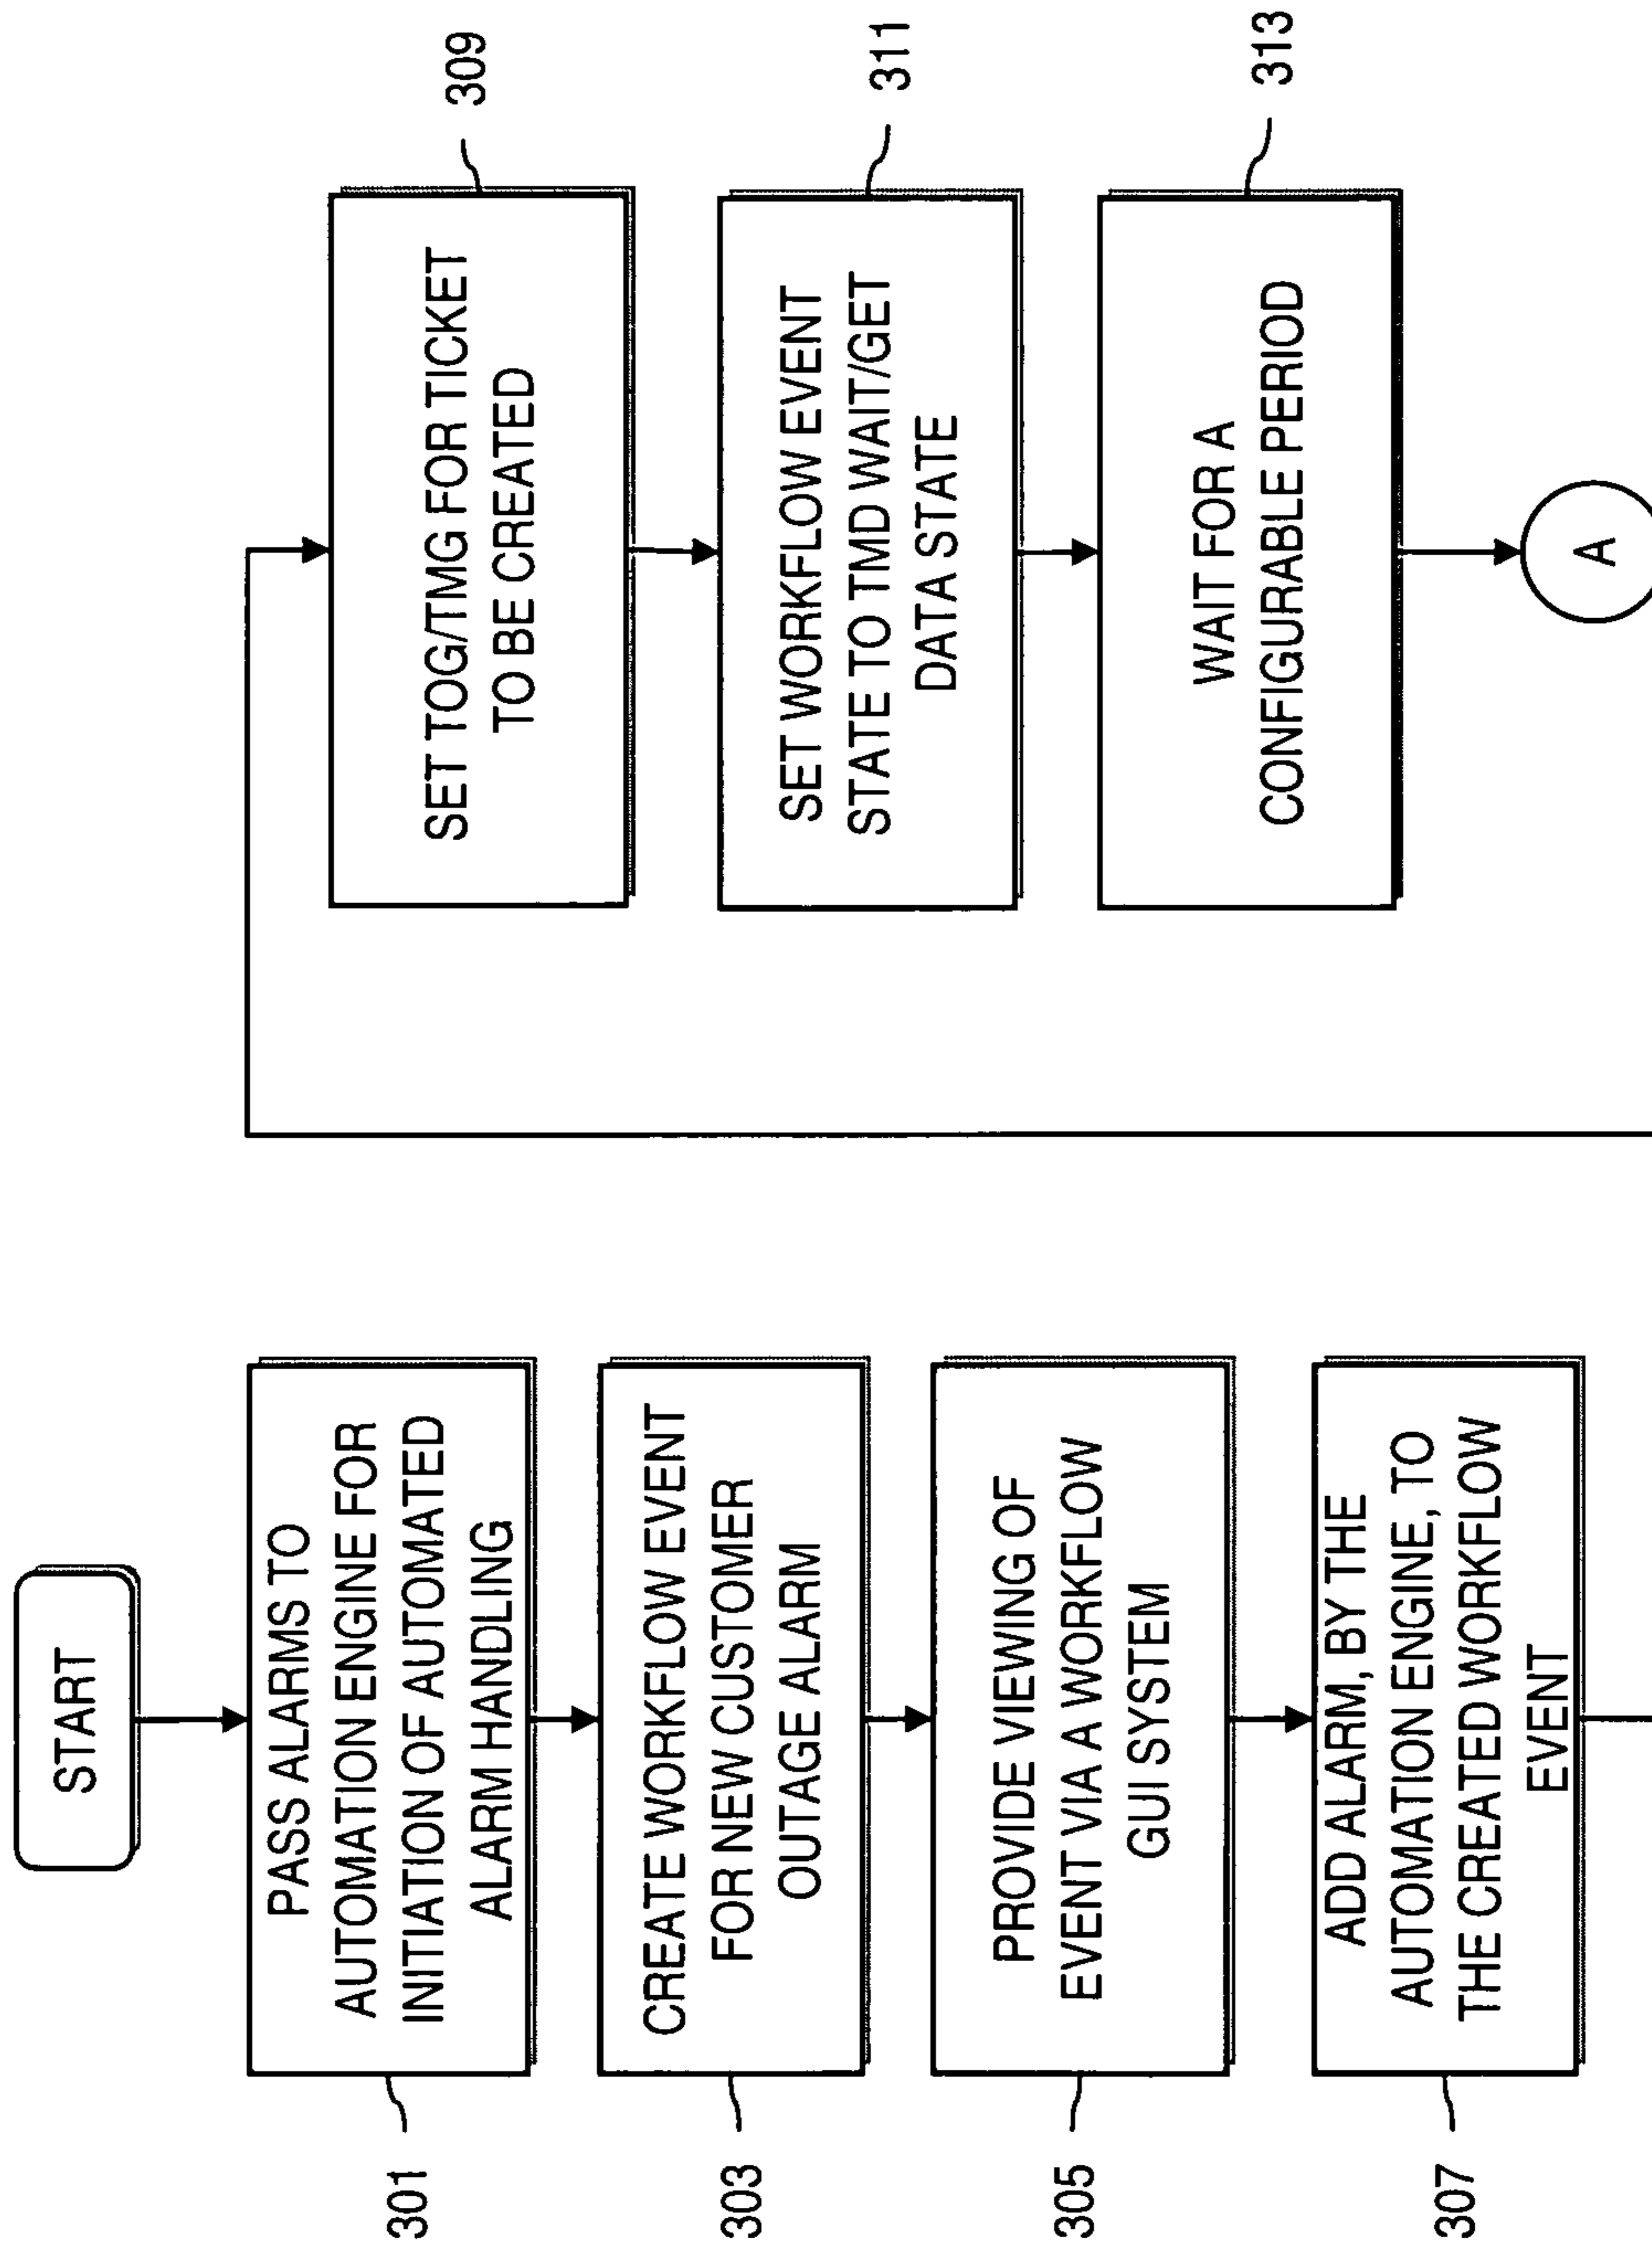 START
PASS ALARMS TO
AUTOMATION ENGINE FOR
INITIATION OF AUTOMATED
ALARM HANDLING
301
CREATE WORKFLOW EVENT
FOR NEW CUSTOMER
OUTAGE ALARM
303
PROVIDE VIEWING OF
EVENT VIA A WORKFLOW
GUI SYSTEM
305
ADD ALARM, BY THE
AUTOMATION ENGINE, TO
THE CREATED WORKFLOW
EVENT
307
SET TOG/TMG FOR TICKET
TO BE CREATED
309
SET WORKFLOW EVENT
STATE TO TMD WAIT/GET
DATA STATE
311
WAIT FOR A
CONFIGURABLE PERIOD
313
A